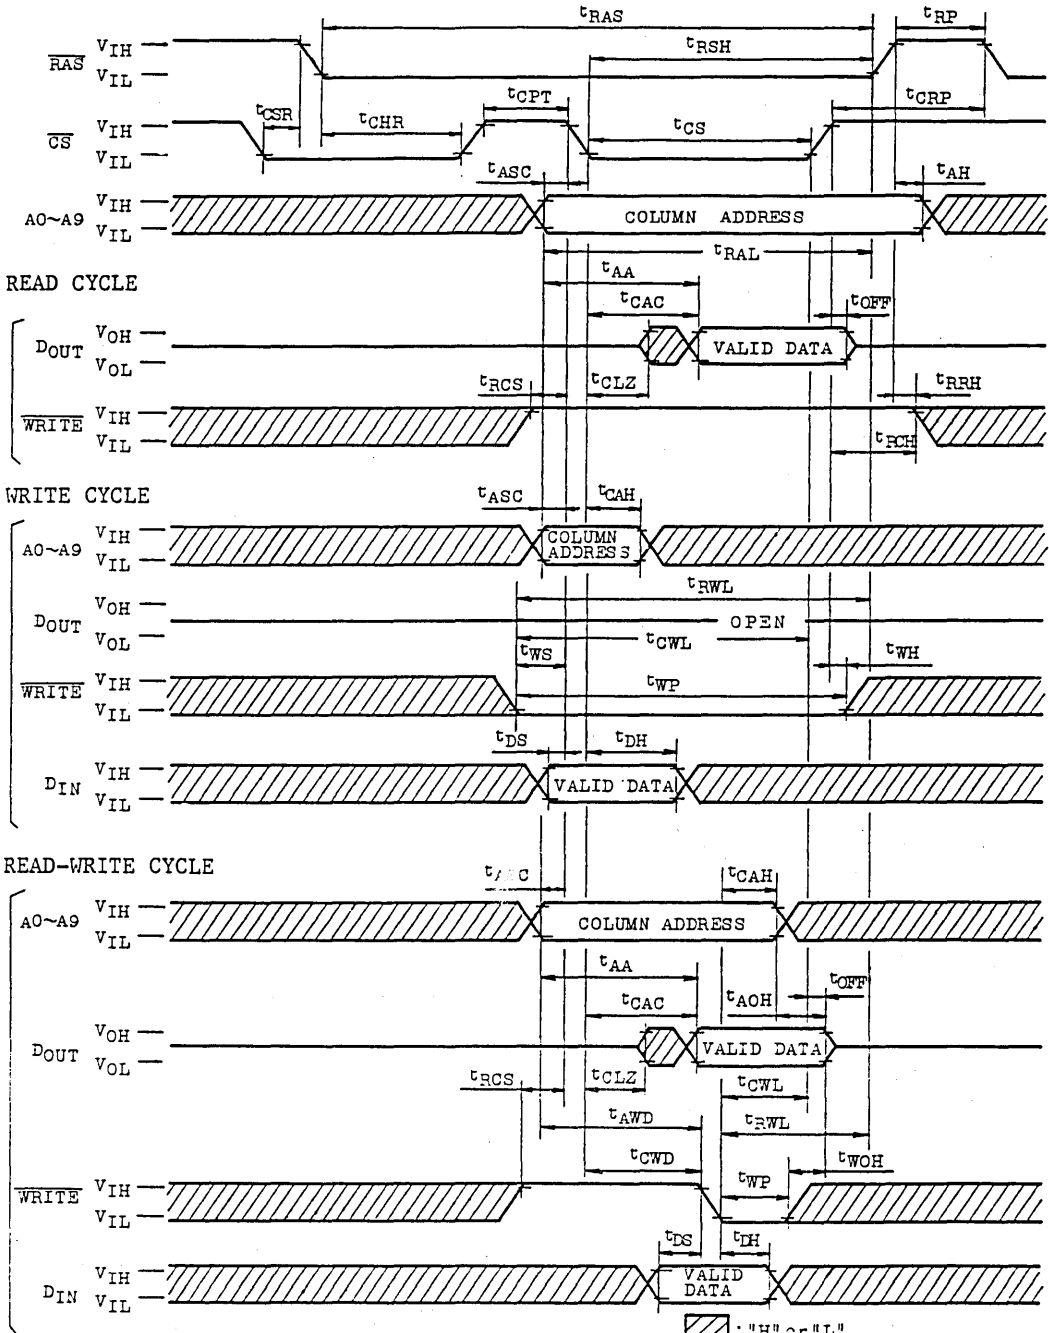 tRAS tRP
RAS VIH
VIL
tRSH
tCSR tCHR tCPT tCS tCRP
CS VIH
VIL
tASC tAH
A0~A9 VIH
VIL
COLUMN ADDRESS
tRAL
READ CYCLE
tAA
tCAC tOFF
DOUT VOH
VOL
VALID DATA
tRCS tCLZ tRRH
WRITE VIH
VIL
tRCH
WRITE CYCLE
tASC tCAH
A0~A9 VIH
VIL
COLUMN
ADDRESS
tRWL
DOUT VOH
VOL
OPEN
tCWL
tWS tWH
WRITE VIH
VIL
tWP
tDS tDH
DIN VIH
VIL
VALID DATA
READ-WRITE CYCLE
tCAH
A0~A9 VIH
VIL
COLUMN ADDRESS
tAA tOFF
tCAC tAOH
DOUT VOH
VOL
VALID DATA
tRCS tCLZ tCWL
tAWD tRWL
tCWD tWP tWOH
WRITE VIH
VIL
tDS tDH
DIN VIH
VIL
VALID
DATA
: "H" or "L"